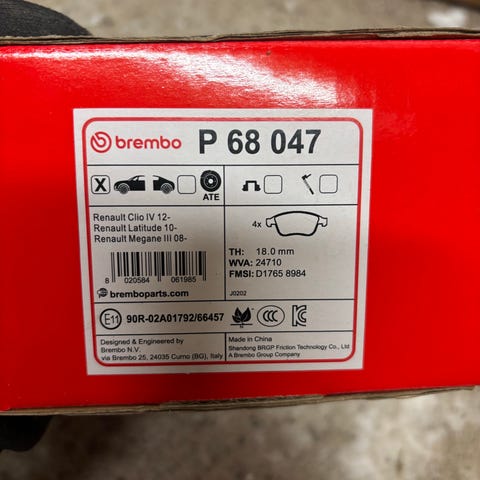 brembo P 68 047
X
ATE
Renault Clio IV 12-
Renault Latitude 10-
Renault Megane III 08-
4x
TH: 18.0 mm
WVA: 24710
FMSI: D1765 8984
8 020584 061985
bremboparts.com
J0202
E11 90R-02A01792/66457
CCC
KC
Designed & Engineered by
Brembo N.V.
via Brembo 25, 24035 Curno (BG), Italy
Made in China
Shandong BRGP Friction Technology Co., Ltd
A Brembo Group Company